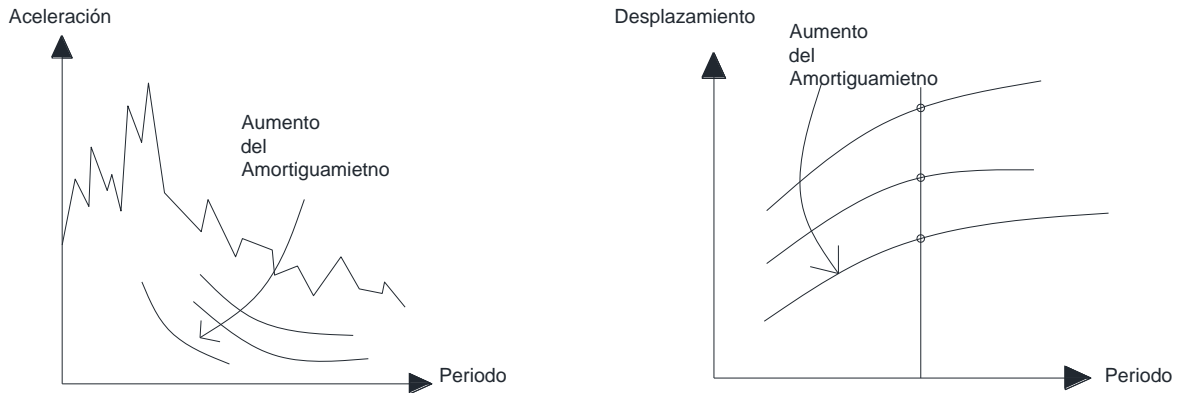 Aceleración
Aumento
del
Amortiguamietno
Periodo
Desplazamiento
Aumento
del
Amortiguamietno
Periodo